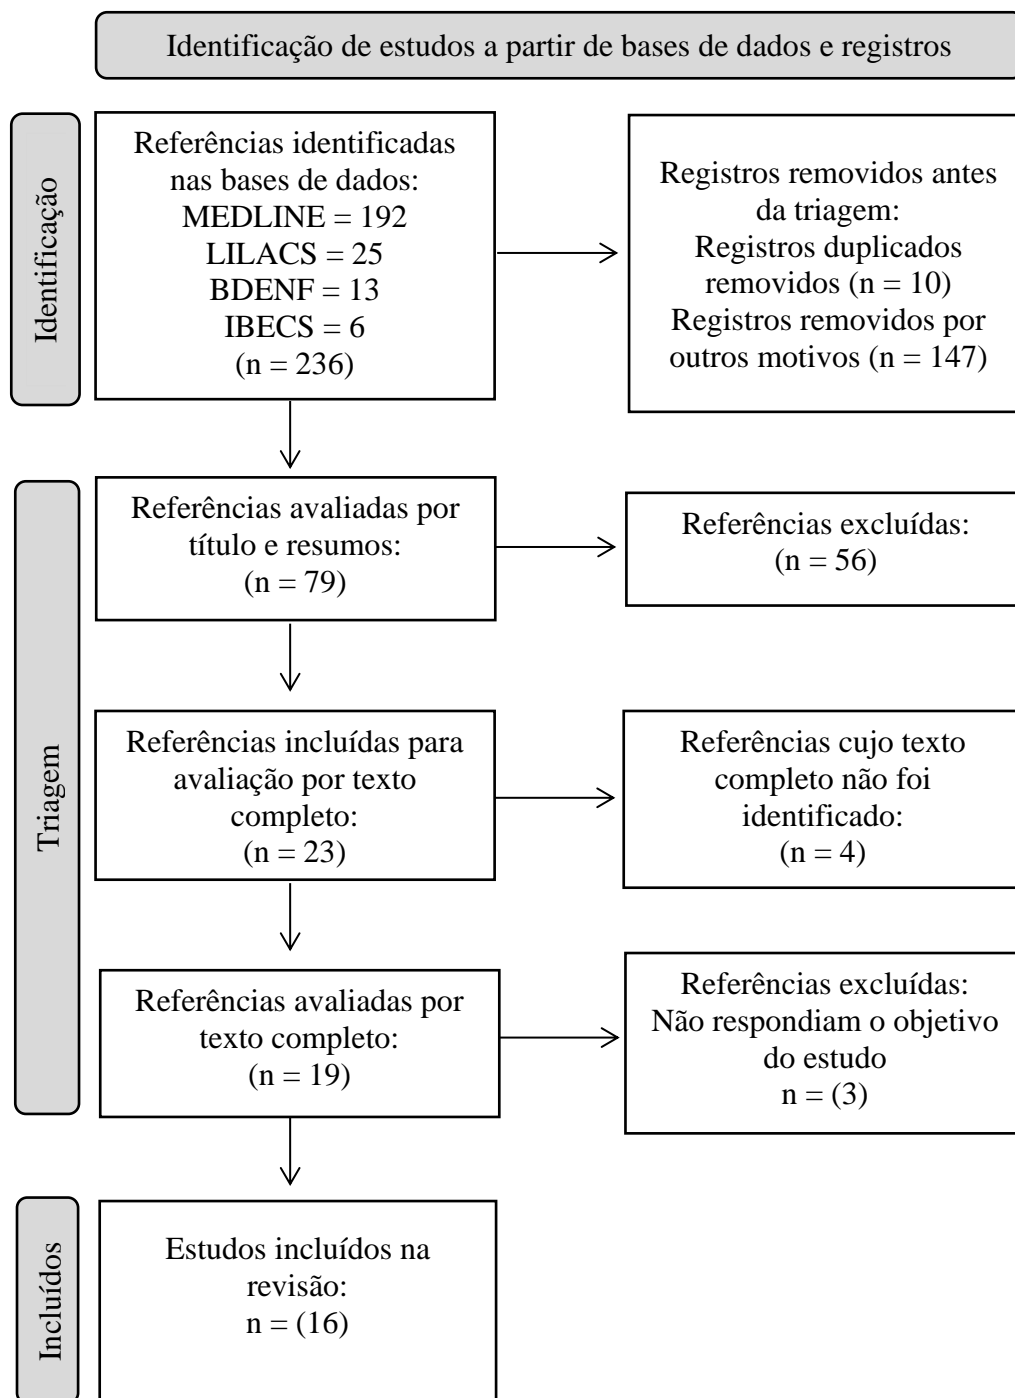 Identificação de estudos a partir de bases de dados e registros
Identificação
Referências identificadas
nas bases de dados:
MEDLINE = 192
LILACS = 25
BDENF = 13
IBECS = 6
(n = 236)
Registros removidos antes
da triagem:
Registros duplicados
removidos (n = 10)
Registros removidos por
outros motivos (n = 147)
Triagem
Referências avaliadas por
título e resumos:
(n = 79)
Referências excluídas:
(n = 56)
Referências incluídas para
avaliação por texto
completo:
(n = 23)
Referências cujo texto
completo não foi
identificado:
(n = 4)
Referências avaliadas por
texto completo:
(n = 19)
Referências excluídas:
Não respondiam o objetivo
do estudo
n = (3)
Incluídos
Estudos incluídos na
revisão:
n = (16)